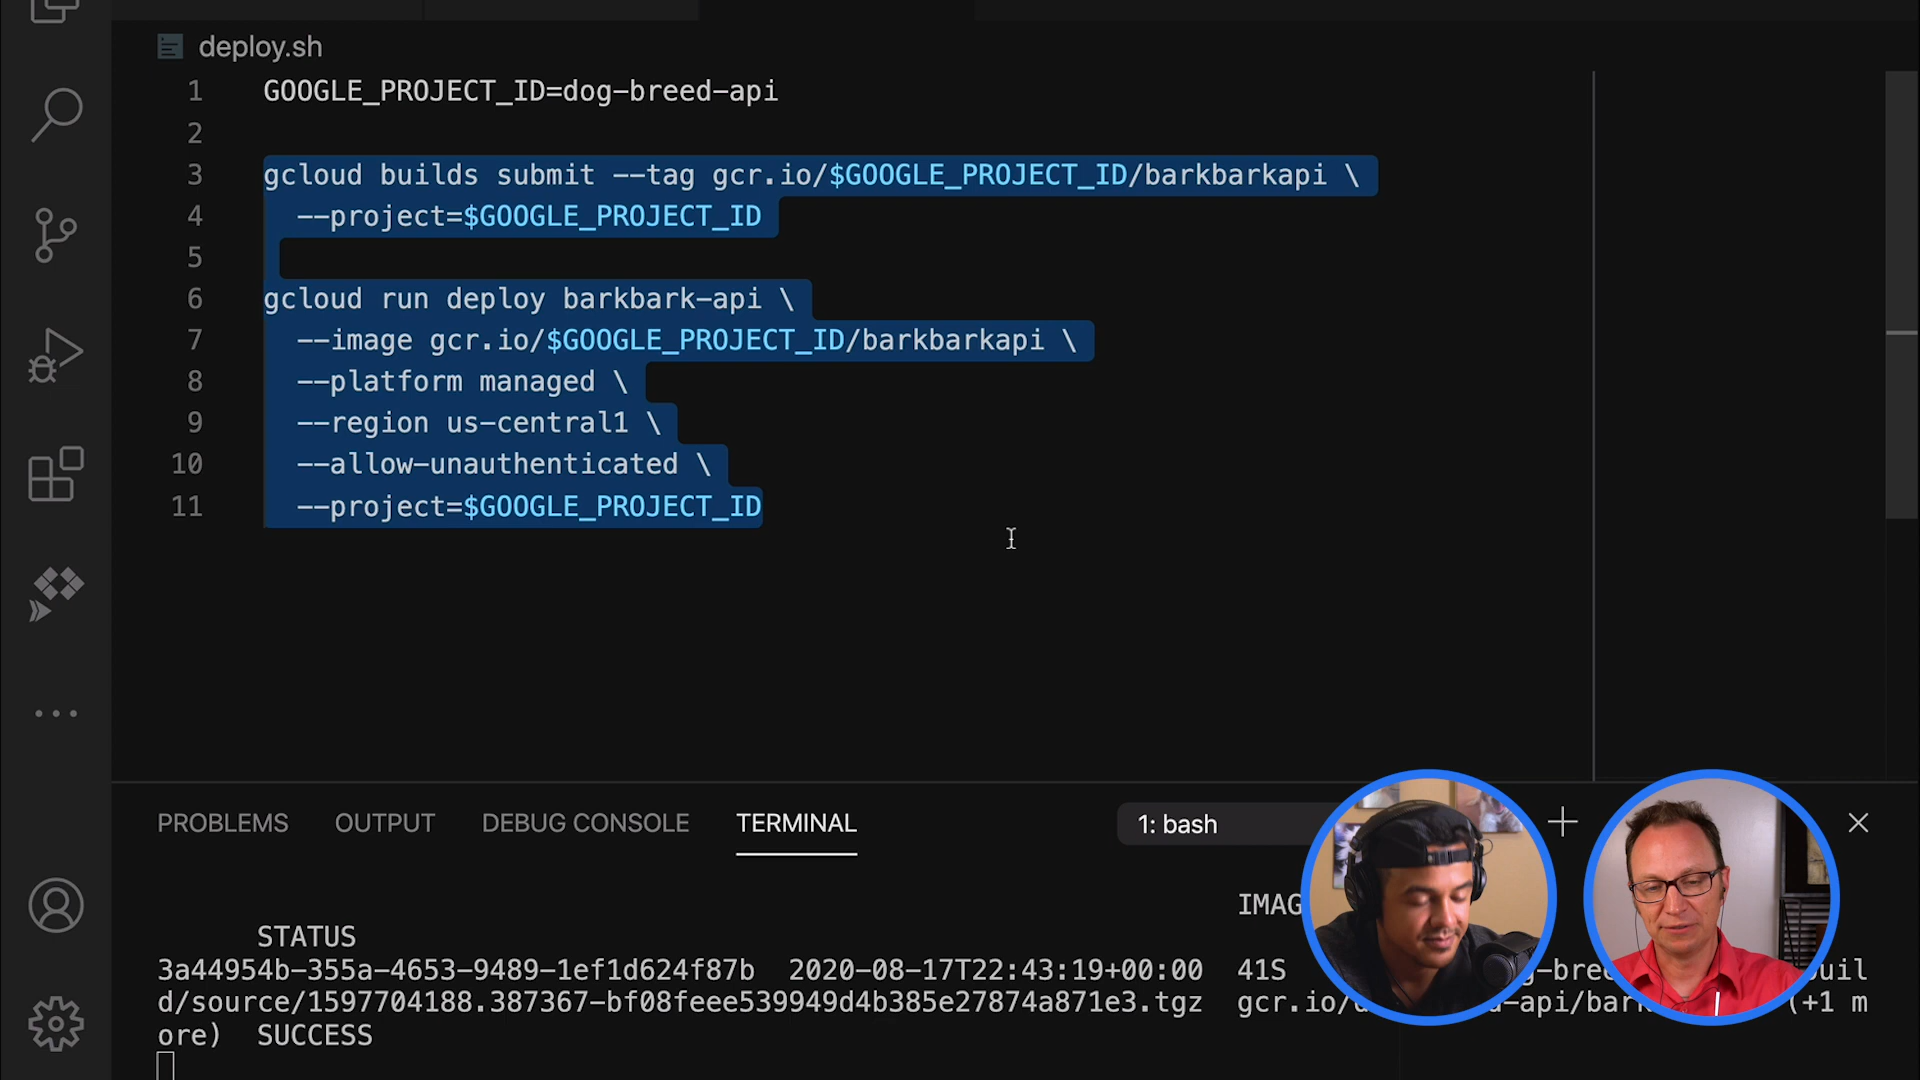 deploy.sh
1 GOOGLE_PROJECT_ID=dog-breed-api
2
3 gcloud builds submit --tag gcr.io/$GOOGLE_PROJECT_ID/barkbarkapi \
4 --project=$GOOGLE_PROJECT_ID
5
6 gcloud run deploy barkbark-api \
7 --image gcr.io/$GOOGLE_PROJECT_ID/barkbarkapi \
8 --platform managed \
9 --region us-central1 \
10 --allow-unauthenticated \
11 --project=$GOOGLE_PROJECT_ID
PROBLEMS OUTPUT DEBUG CONSOLE TERMINAL 1: bash
STATUS
3a44954b-355a-4653-9489-1ef1d624f87b 2020-08-17T22:43:19+00:00 41S
d/source/1597704188.387367-bf08feee539949d4b385e27874a871e3.tgz (+1 m
ore) SUCCESS